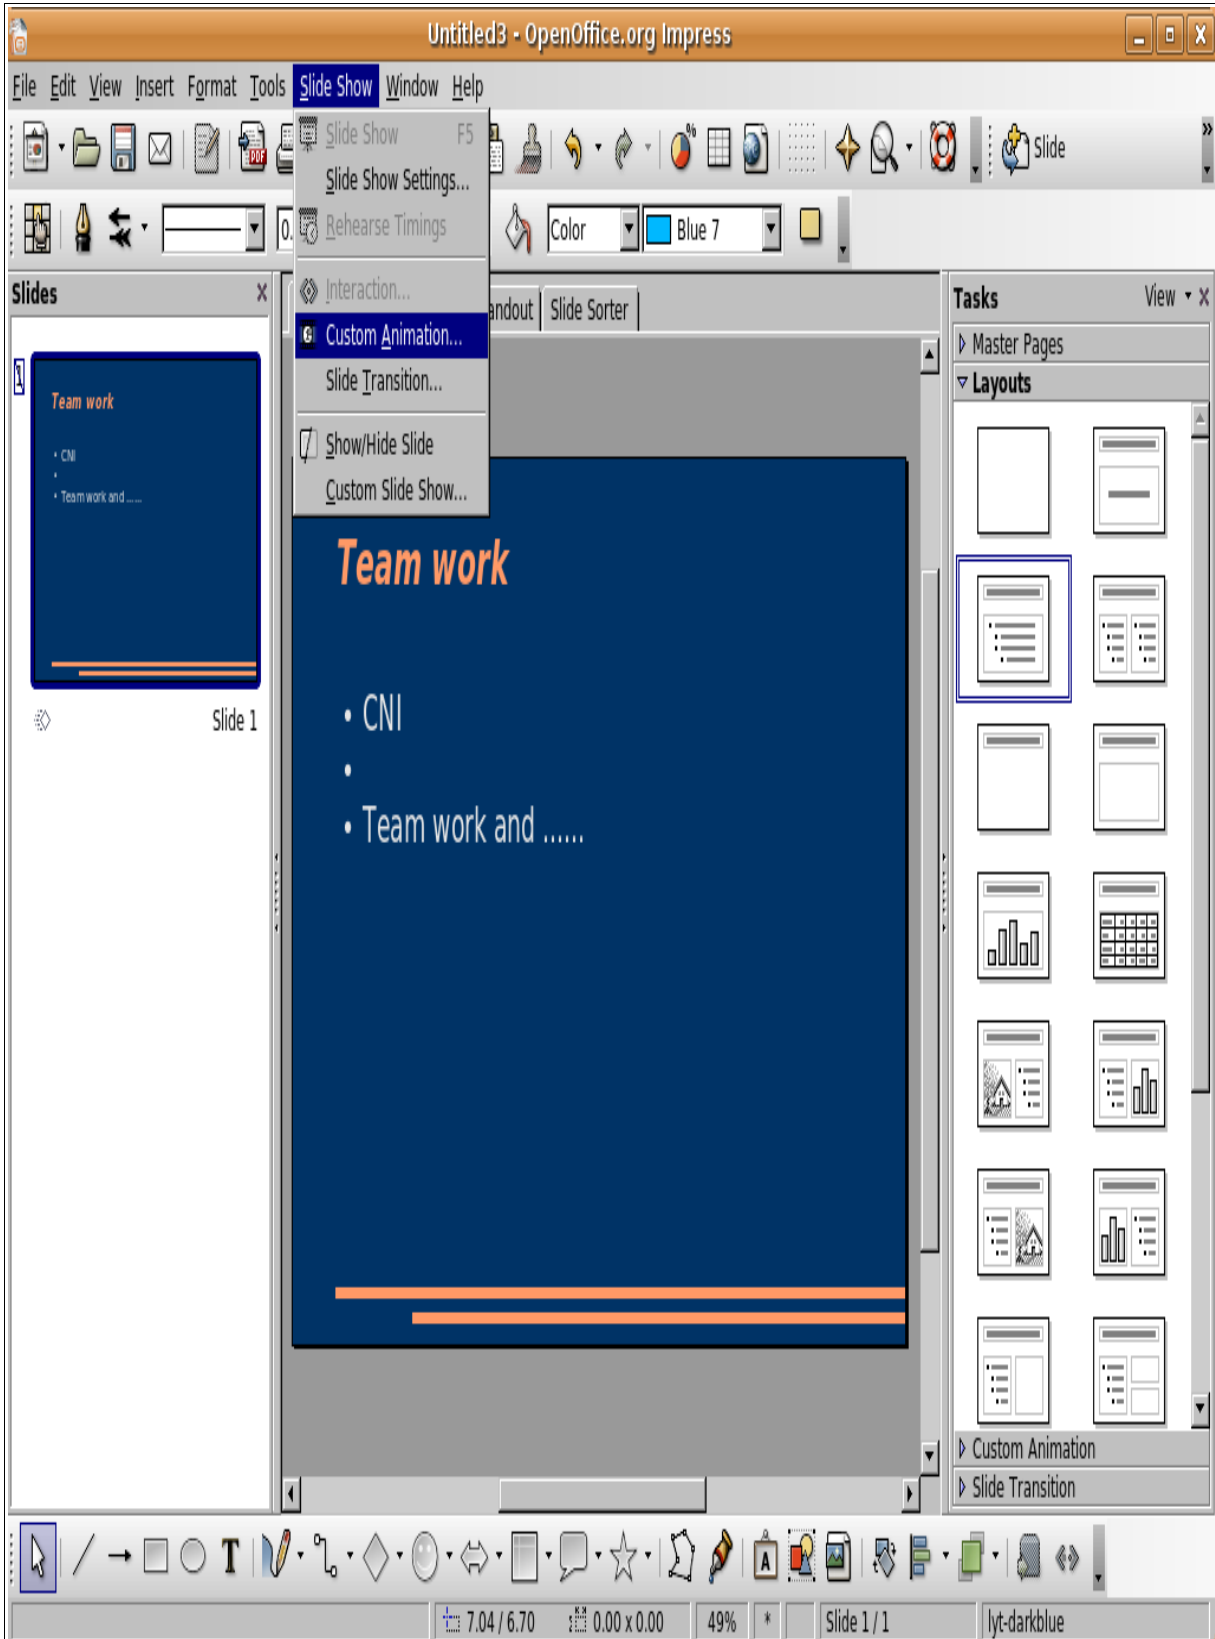 Untitled3 - OpenOffice.org Impress
File Edit View Insert Format Tools Slide Show Window Help
Slide Show F5
Slide Show Settings...
Rehearse Timings
Interaction...
Custom Animation...
Slide Transition...
Show/Hide Slide
Custom Slide Show...
PDF
% 
Slide
0.
Color
Blue 7
Slides
andout
Slide Sorter
Tasks
View
Master Pages
Layouts
1
Team work
• CNI
•
• Team work and ......
Slide 1
Team work
• CNI
•
• Team work and ......
Custom Animation
Slide Transition
T
A
7.04 / 6.70
0.00 x 0.00
49%
*
Slide 1 / 1
lyt-darkblue